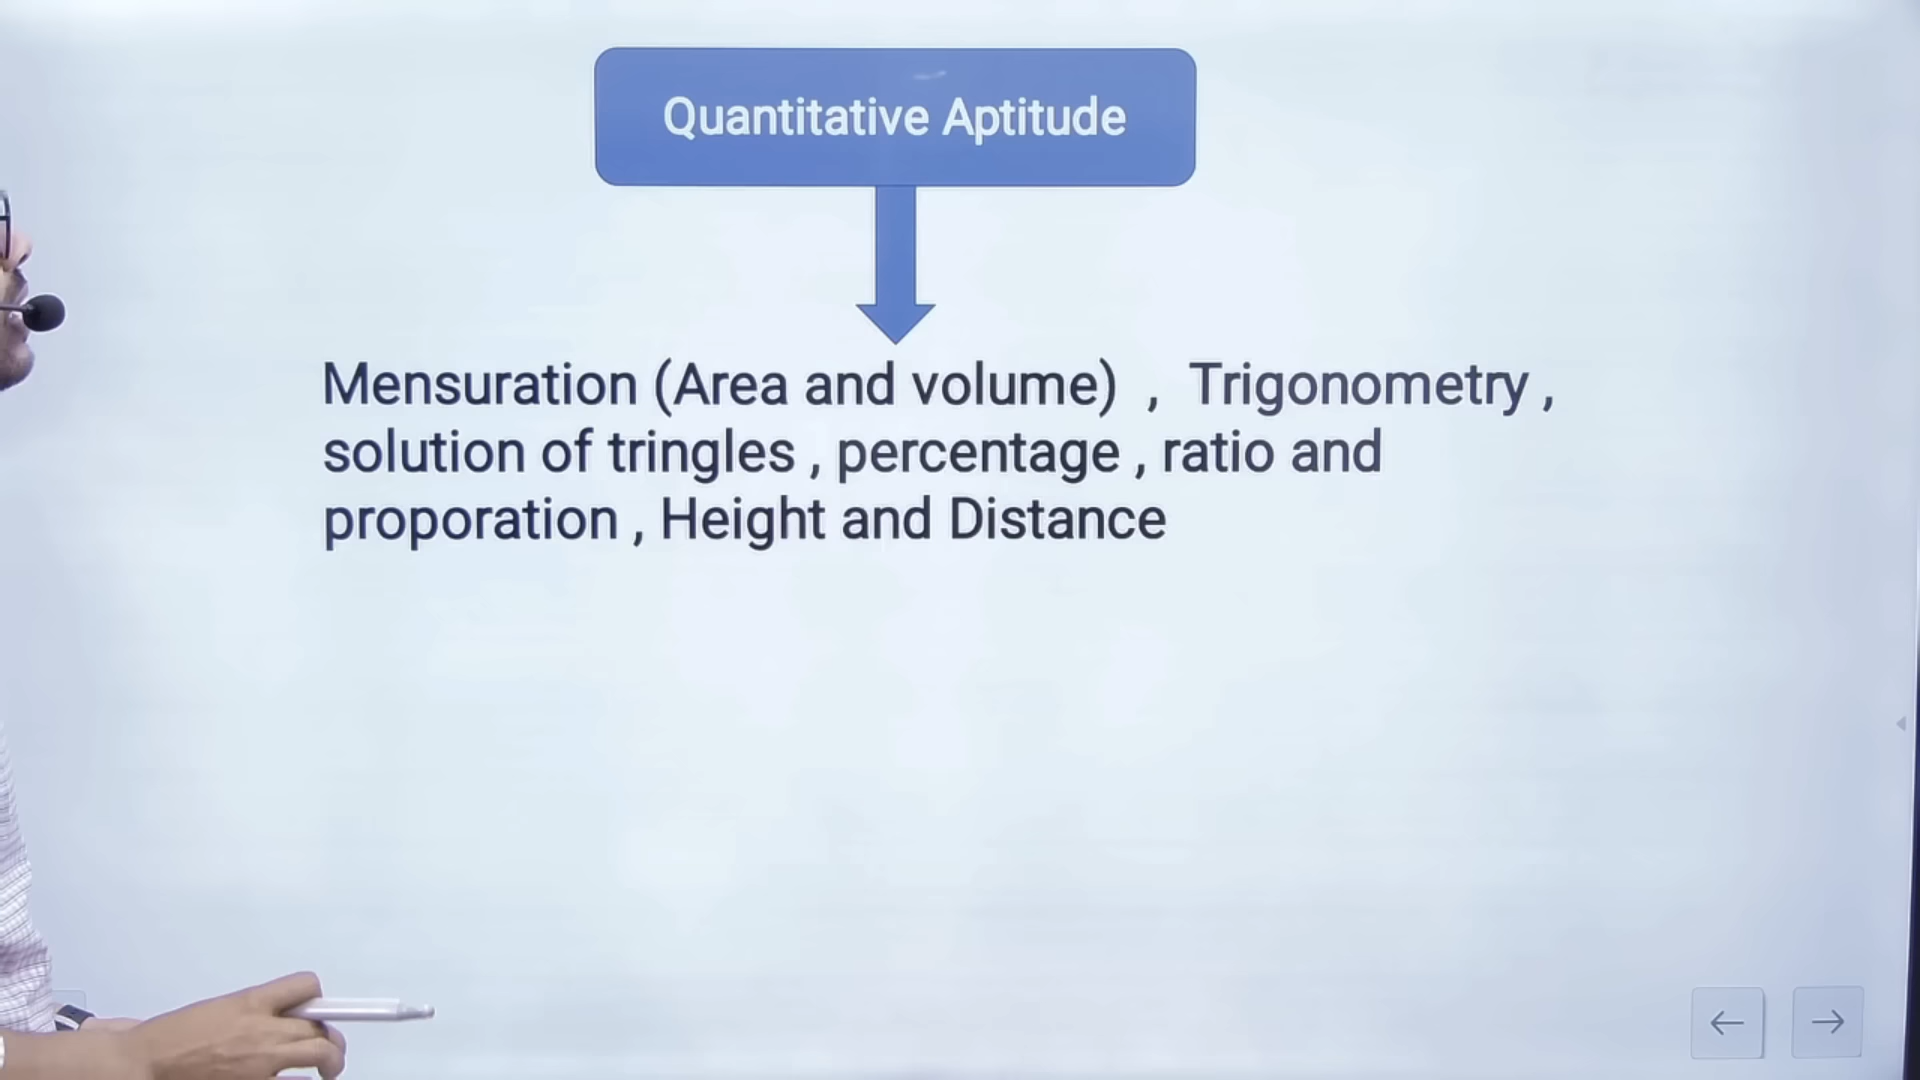 Quantitative Aptitude
Mensuration (Area and volume) , Trigonometry ,
solution of tringles , percentage , ratio and
proporation , Height and Distance